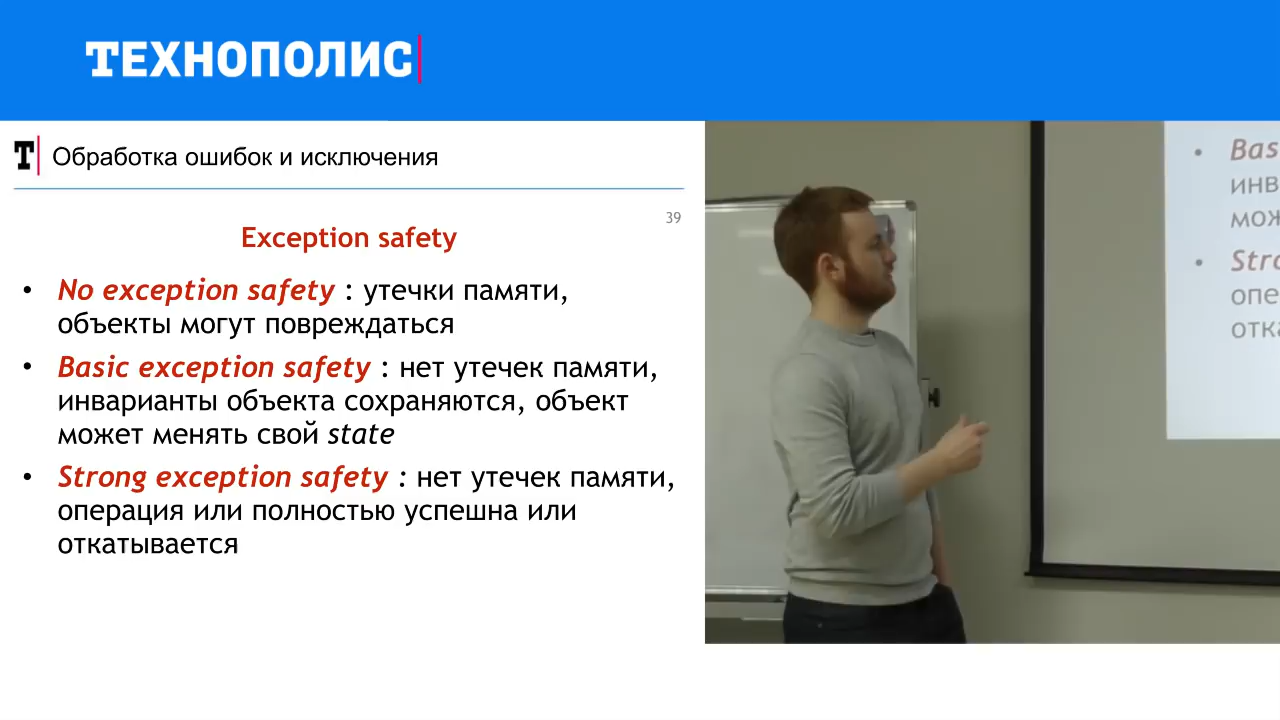 ТЕХНОПОЛИС
Т Обработка ошибок и исключения
39
Exception safety
• No exception safety : утечки памяти,
объекты могут повреждаться
• Basic exception safety : нет утечек памяти,
инварианты объекта сохраняются, объект
может менять свой state
• Strong exception safety : нет утечек памяти,
операция или полностью успешна или
откатывается
• Bas
инв
мож
• Stro
опе
отка